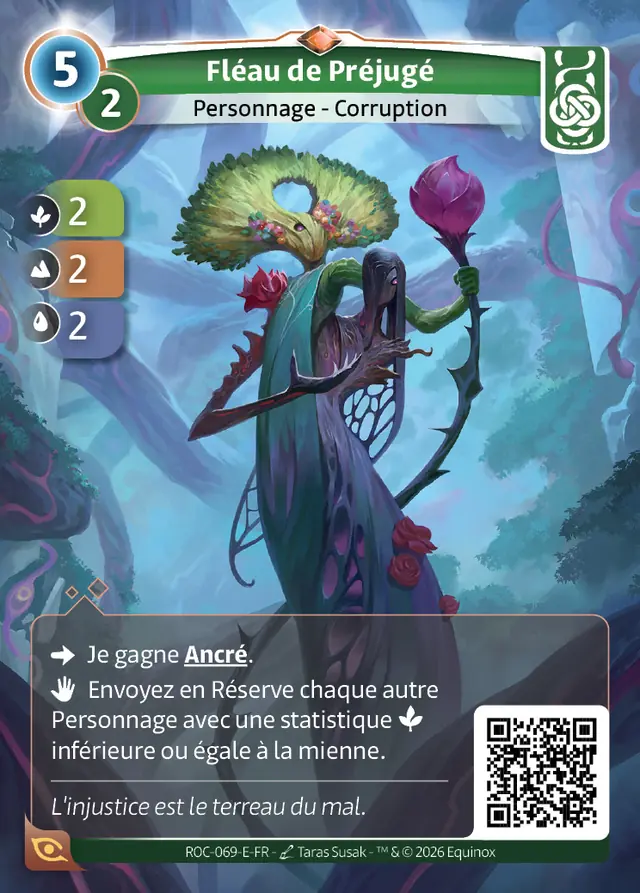 5
2
Fléau de Préjugé
Personnage - Corruption
2
2
2
Je gagne Ancré.
Envoyez en Réserve chaque autre
Personnage avec une statistique
inférieure ou égale à la mienne.
L'injustice est le terreau du mal.
ROC-069-E-FR - Taras Susak - ™ & © 2026 Equinox